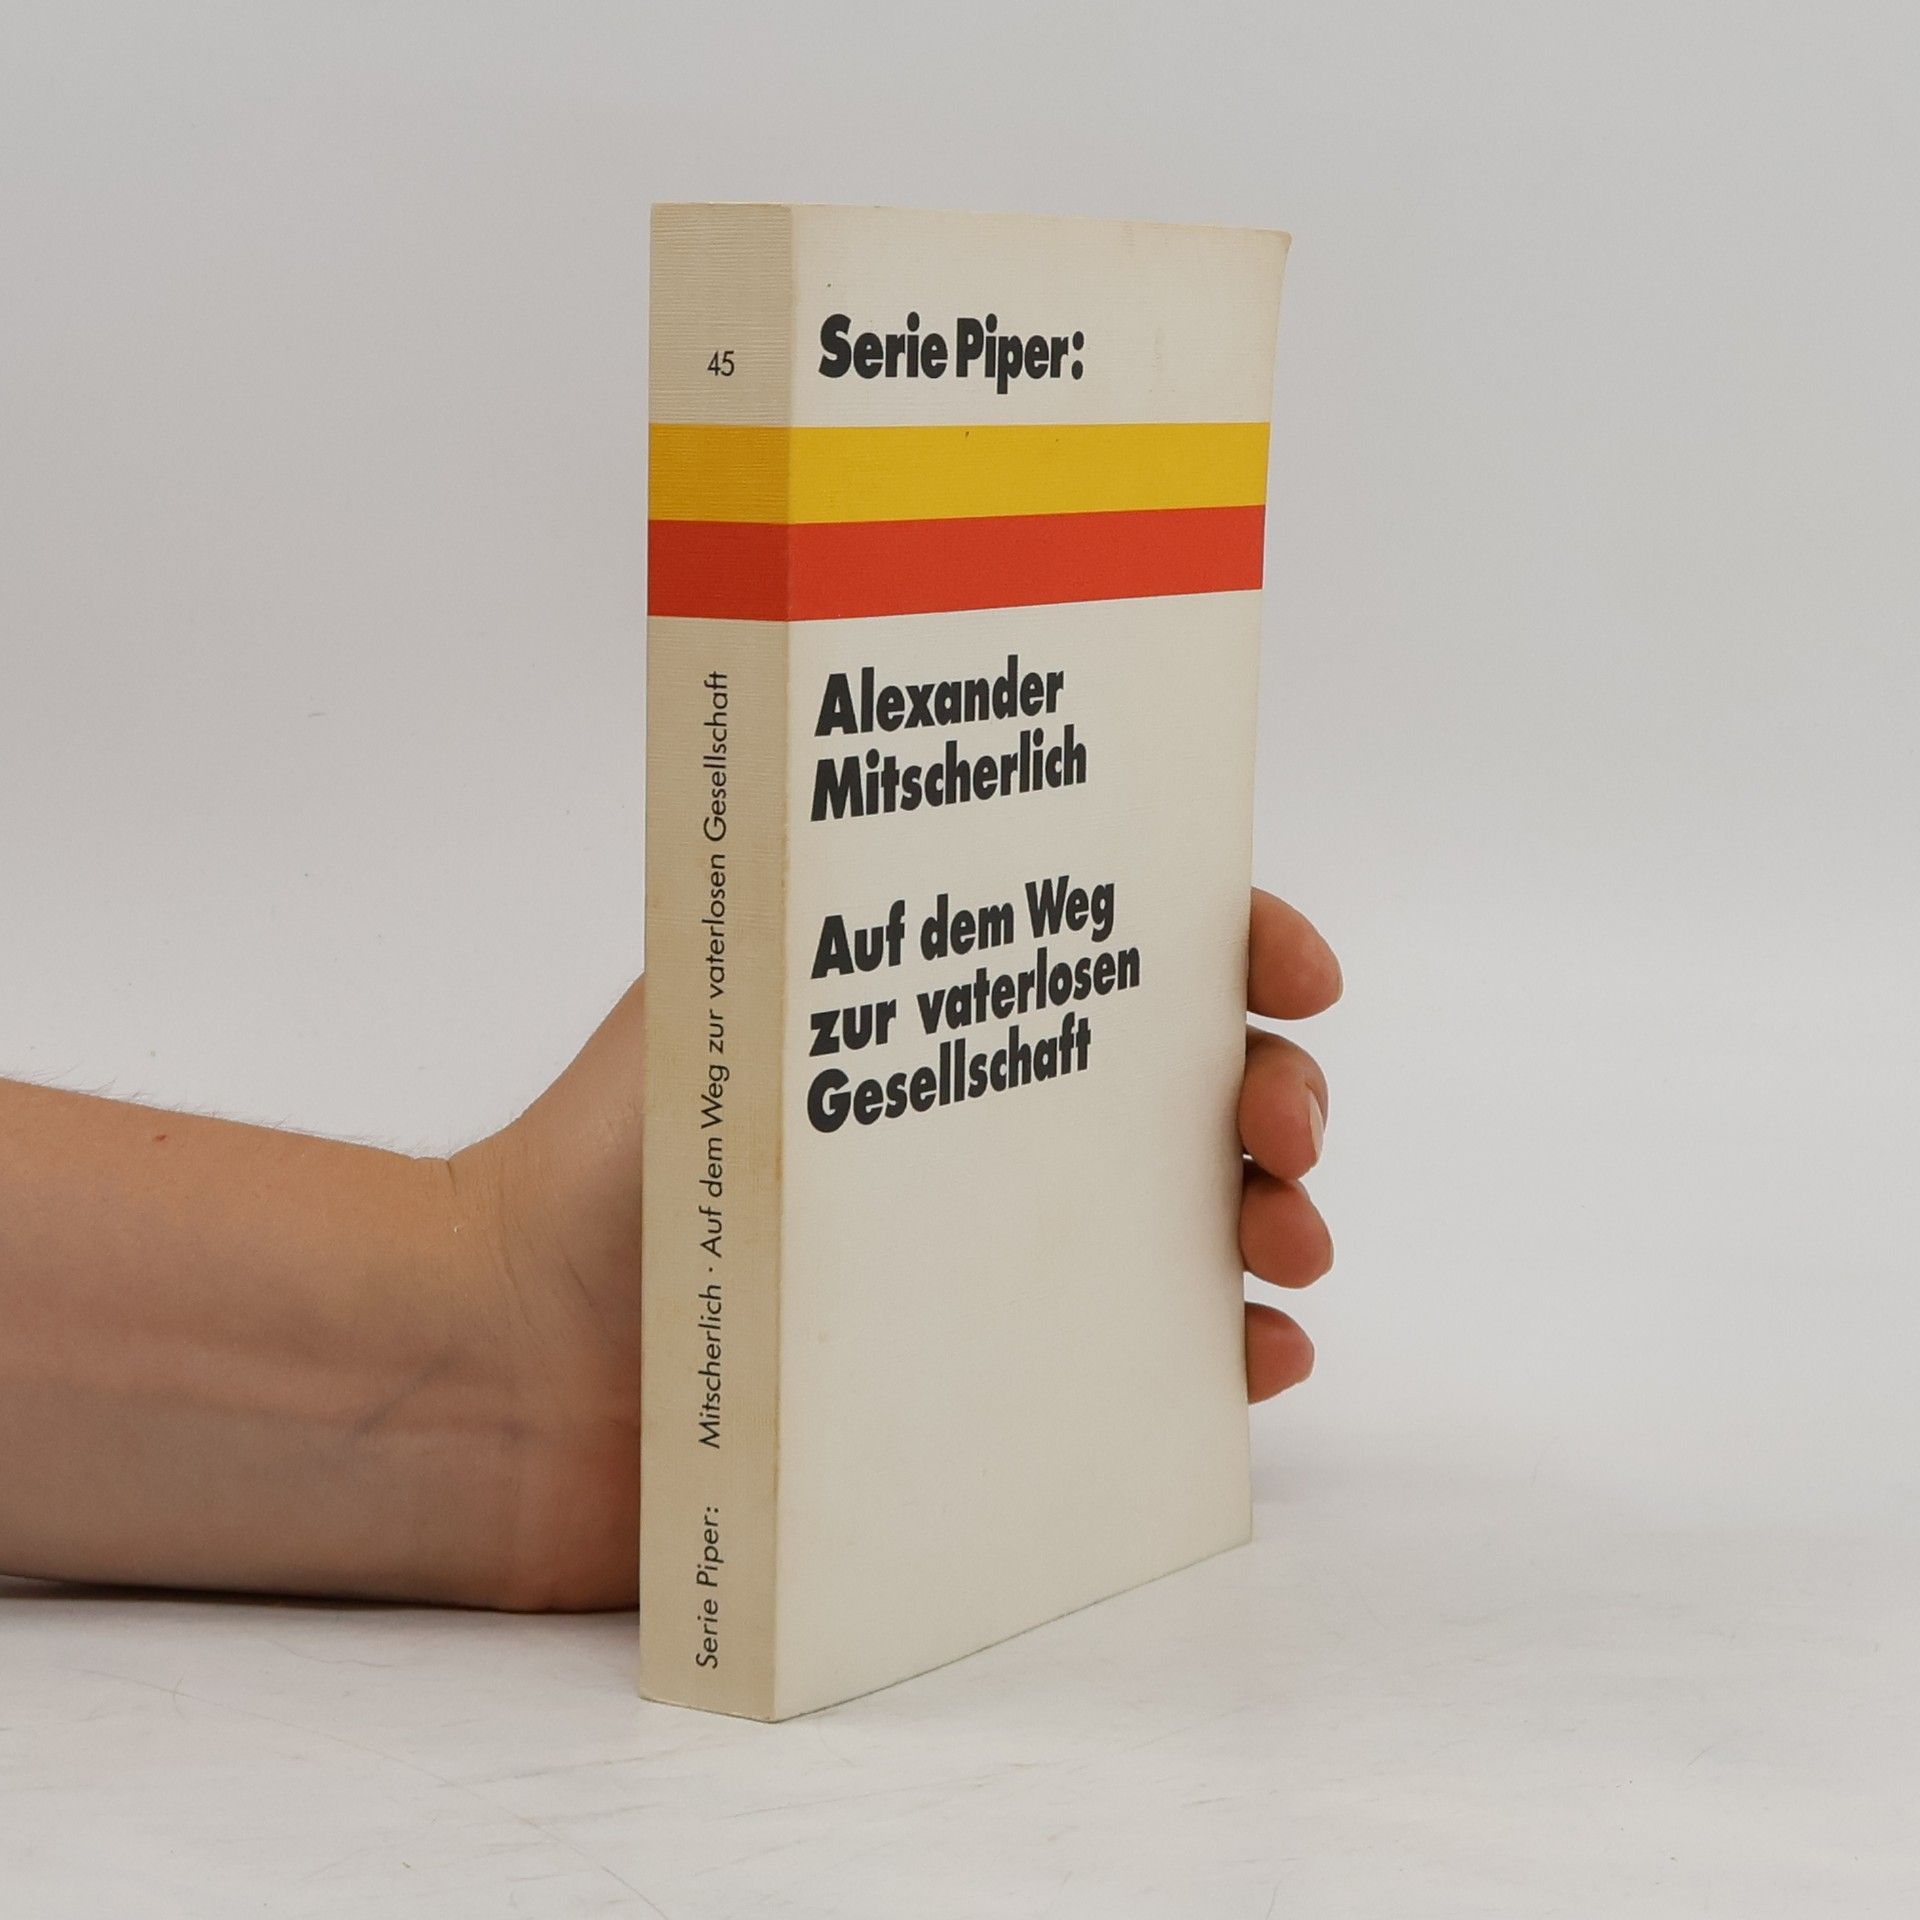 45
Serie Piper: Mitscherlich · Auf dem Weg zur vaterlosen Gesellschaft
Serie Piper:
Alexander
Mitscherlich
Auf dem Weg
zur vaterlosen
Gesellschaft